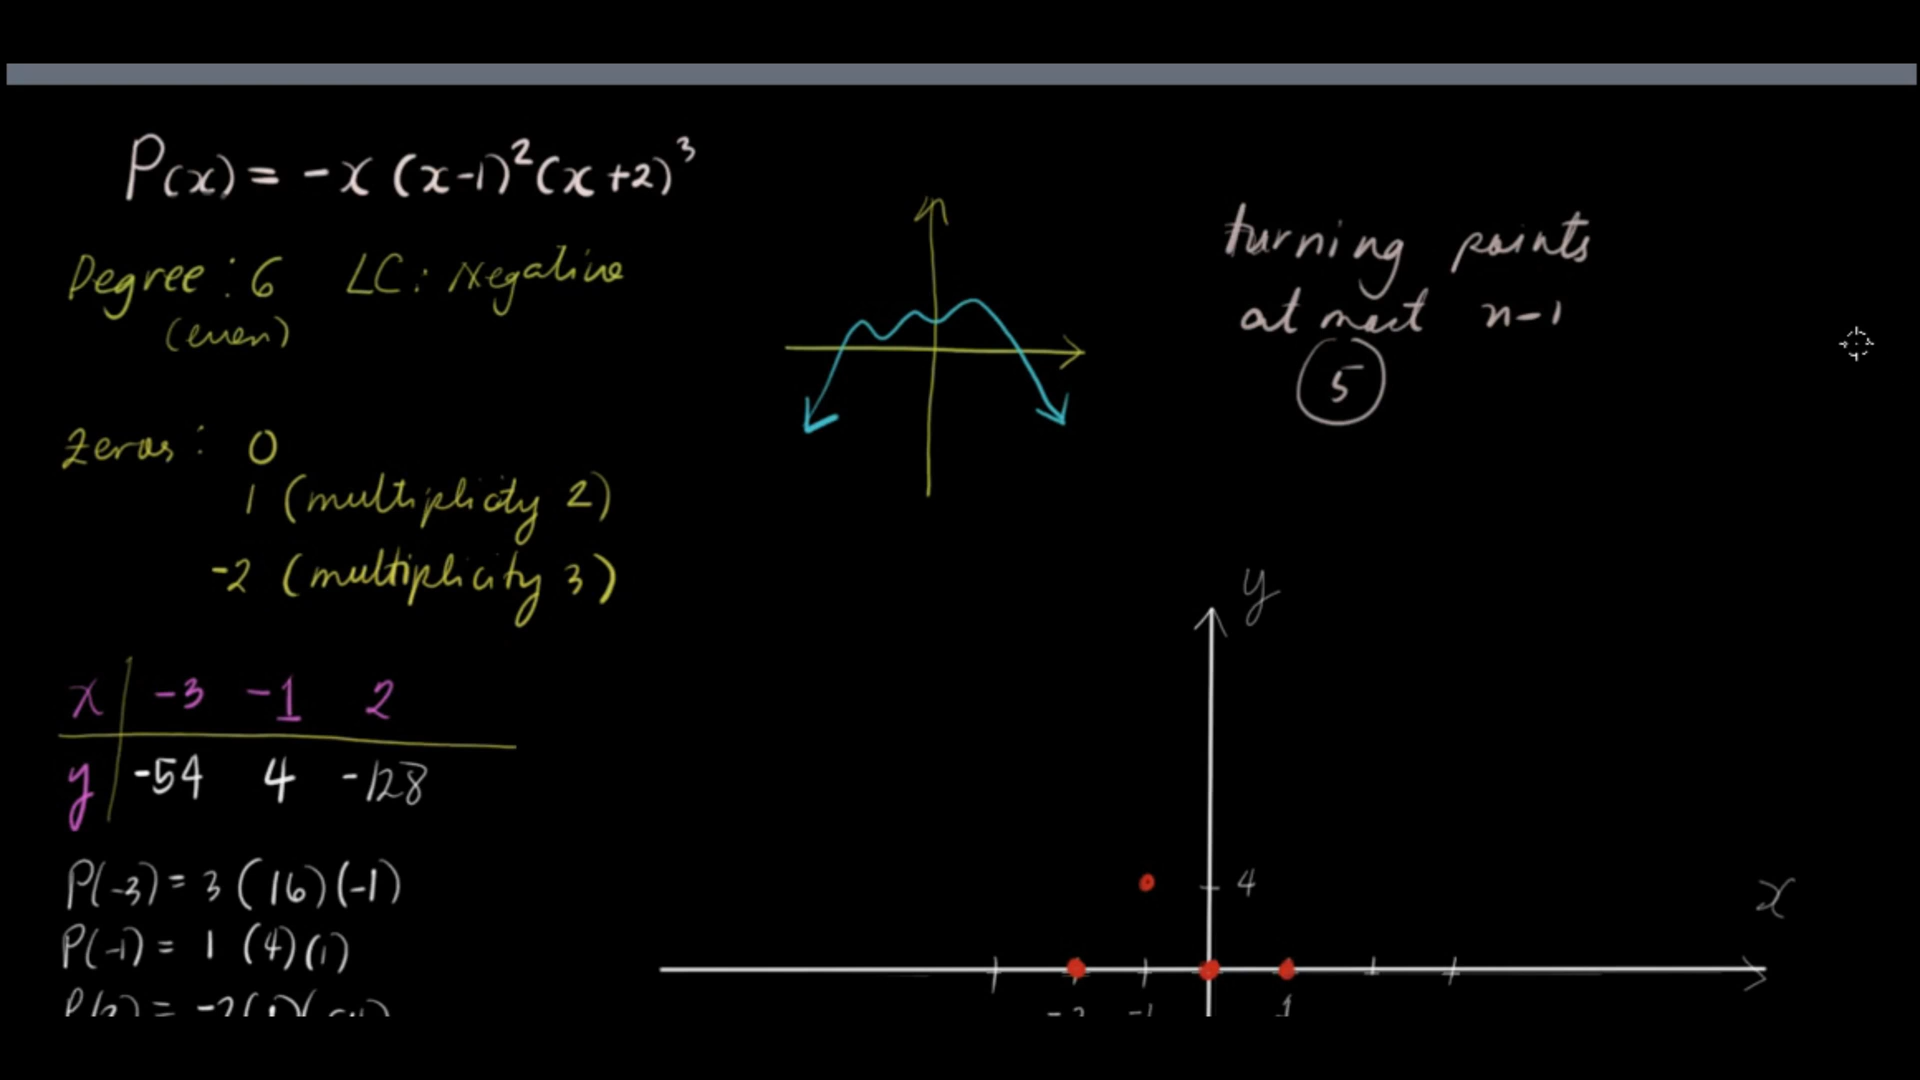 P(x) = -x (x-1)²(x+2)³
Degree: 6 LC: Negative
(even)
turning points
at most n-1
5
Zeros: 0
1 (multiplicity 2)
-2 (multiplicity 3)
x -3 -1 2
y -54 4 -128
P(-3) = 3 (16)(-1)
P(-1) = 1 (4)(1)
y
4
x
-1 1